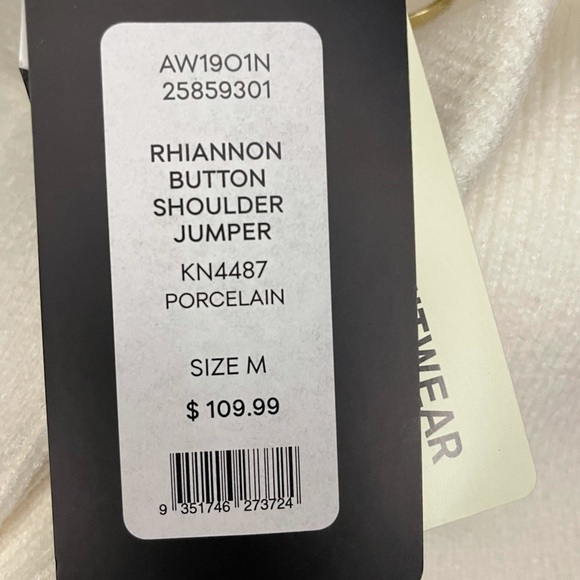 AW19O1N
25859301
RHIANNON
BUTTON
SHOULDER
JUMPER
KN4487
PORCELAIN
SIZE M
$ 109.99
9 351746 273724